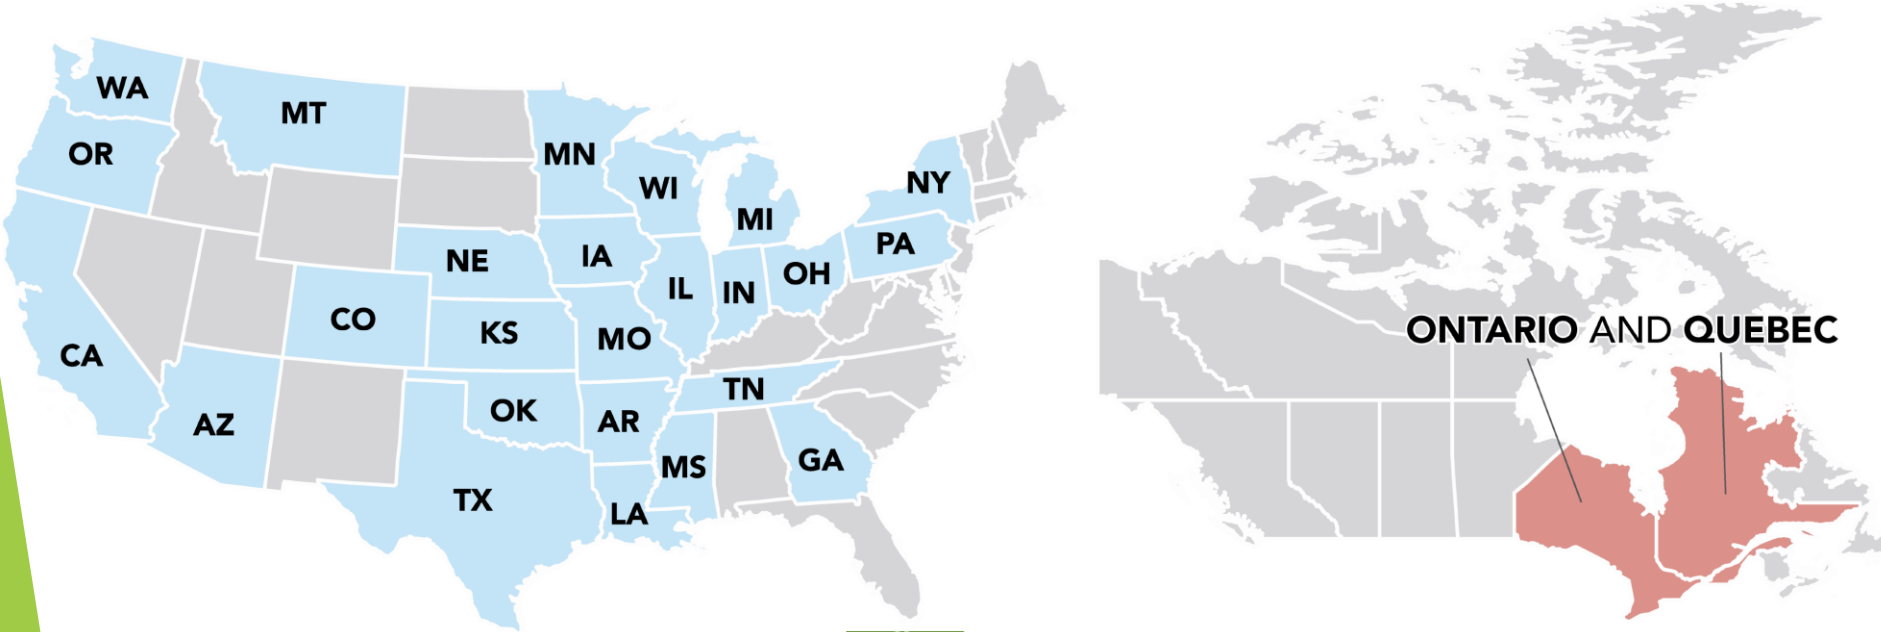 WA
MT
OR
MN
WI
NY
MI
PA
NE
IA
OH
IL
IN
CO
KS
MO
CA
TN
AZ
OK
AR
MS
GA
TX
LA
ONTARIO AND QUEBEC